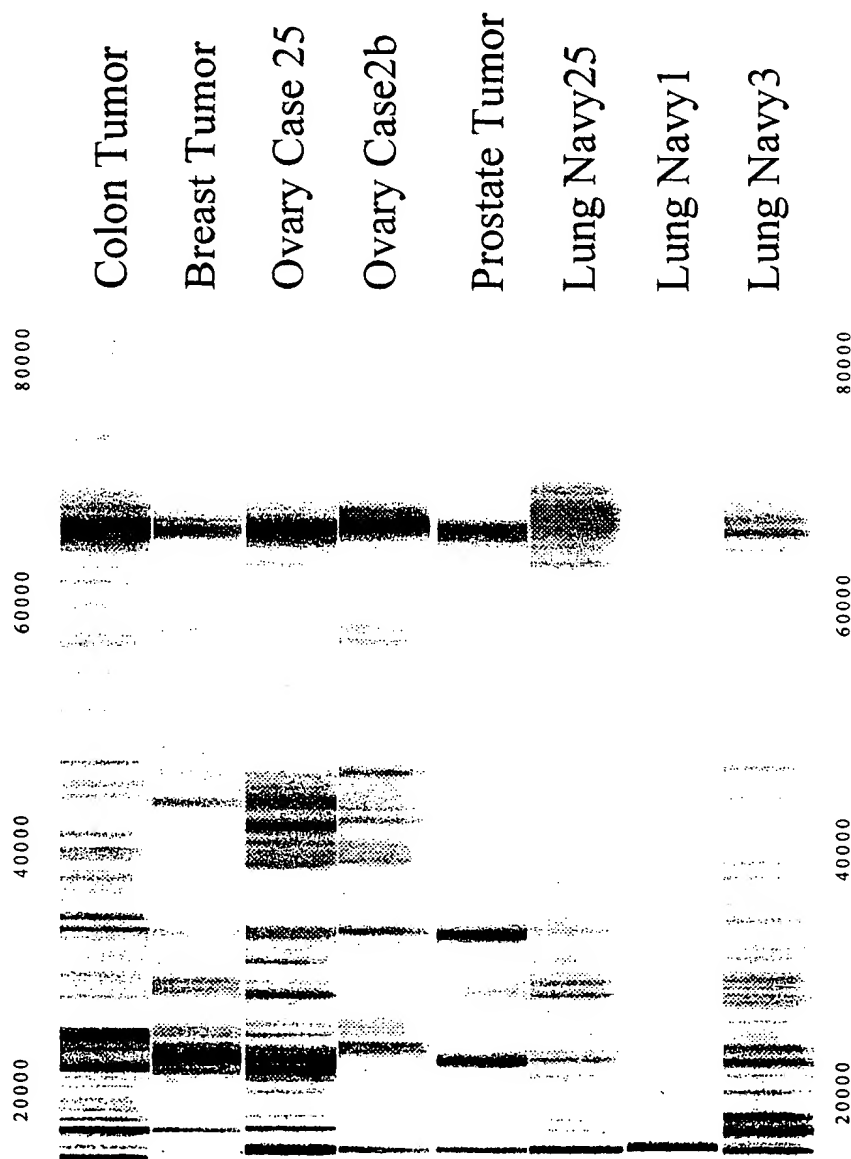 Colon Tumor
Breast Tumor
Ovary Case 25
Ovary Case2b
Prostate Tumor
Lung Navy25
Lung Navy1
Lung Navy3
80000
80000
60000
60000
40000
40000
20000
20000